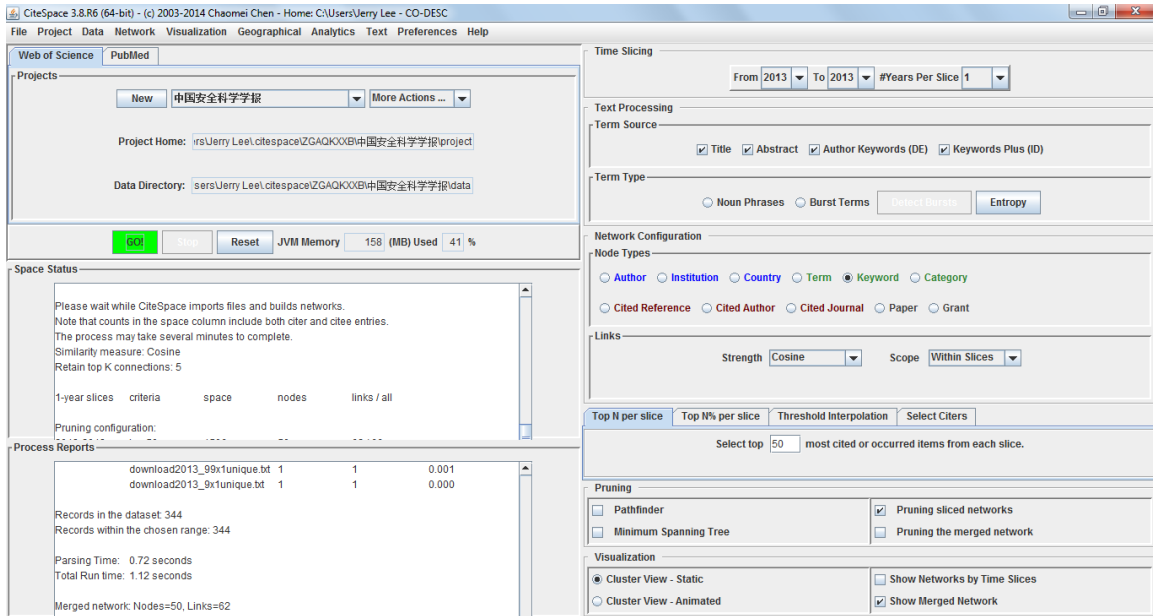 CiteSpace 3.8.R6 (64-bit) - (c) 2003-2014 Chaomei Chen - Home: C:\Users\Jerry Lee - CO-DESC
File Project Data Network Visualization Geographical Analytics Text Preferences Help
Web of Science PubMed
Projects
New 中国安全科学学报 More Actions ...
Project Home: ers\Jerry Lee\.citespace\ZGAQKXXB\中国安全科学学报\project
Data Directory: sers\Jerry Lee\.citespace\ZGAQKXXB\中国安全科学学报\data
GO! Stop Reset JVM Memory 158 (MB) Used 41 %
Space Status
Please wait while CiteSpace imports files and builds networks.
Note that counts in the space column include both citer and citee entries.
The process may take several minutes to complete.
Similarity measure: Cosine
Retain top K connections: 5
1-year slices criteria space nodes links / all
Pruning configuration:
Process Reports
download2013_99x1unique.txt 1 1 0.001
download2013_9x1unique.txt 1 1 0.000
Records in the dataset: 344
Records within the chosen range: 344
Parsing Time: 0.72 seconds
Total Run time: 1.12 seconds
Merged network: Nodes=50, Links=62
Time Slicing
From 2013 To 2013 #Years Per Slice 1
Text Processing
Term Source
Title Abstract Author Keywords (DE) Keywords Plus (ID)
Term Type
Noun Phrases Burst Terms Detect Bursts Entropy
Network Configuration
Node Types
Author Institution Country Term Keyword Category
Cited Reference Cited Author Cited Journal Paper Grant
Links
Strength Cosine Scope Within Slices
Top N per slice Top N% per slice Threshold Interpolation Select Citers
Select top 50 most cited or occurred items from each slice.
Pruning
Pathfinder Pruning sliced networks
Minimum Spanning Tree Pruning the merged network
Visualization
Cluster View - Static Show Networks by Time Slices
Cluster View - Animated Show Merged Network